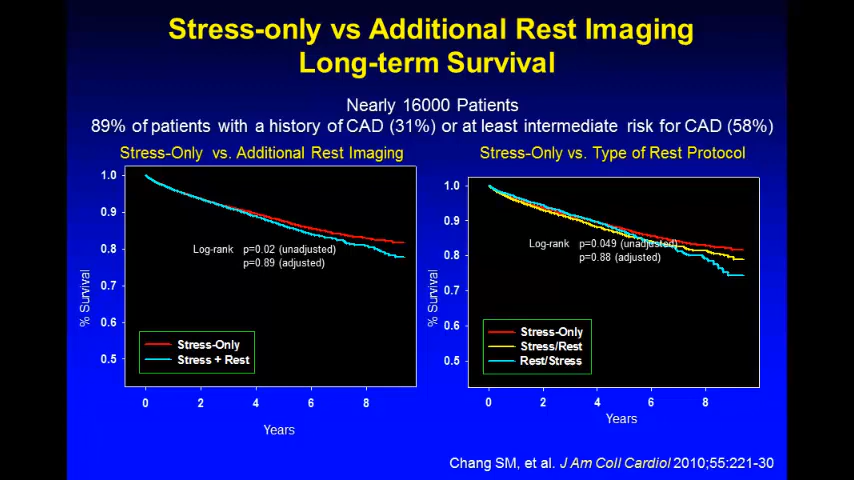 Stress-only vs Additional Rest Imaging
Long-term Survival
Nearly 16000 Patients
89% of patients with a history of CAD (31%) or at least intermediate risk for CAD (58%)
Stress-Only vs. Additional Rest Imaging
1.0
0.9
0.8
0.7
0.6
0.5
% Survival
Log-rank p=0.02 (unadjusted)
p=0.89 (adjusted)
Stress-Only
Stress + Rest
0 2 4 6 8
Years
Stress-Only vs. Type of Rest Protocol
1.0
0.9
0.8
0.7
0.6
0.5
% Survival
Log-rank p=0.049 (unadjusted)
p=0.88 (adjusted)
Stress-Only
Stress/Rest
Rest/Stress
0 2 4 6 8
Years
Chang SM, et al. J Am Coll Cardiol 2010;55:221-30